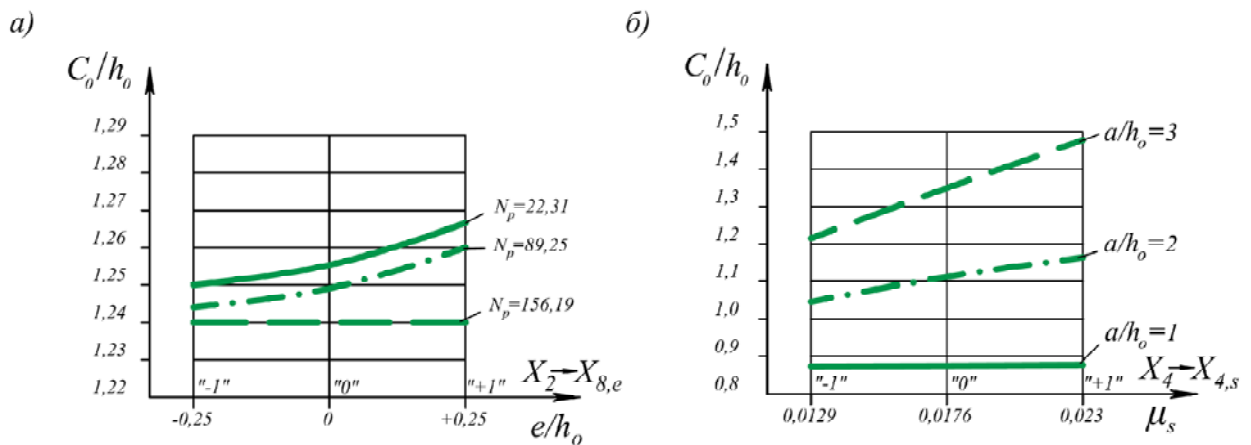 а)
C₀/h₀
1,29
1,28
1,27
1,26
1,25
1,24
1,23
1,22
Nₚ=22,31
Nₚ=89,25
Nₚ=156,19
"-1"
"0"
"+1"
X₂→X₈,ₑ
-0,25
0
+0,25
e/h₀
б)
C₀/h₀
1,5
1,4
1,3
1,2
1,1
1,0
0,9
0,8
a/h₀=3
a/h₀=2
a/h₀=1
"-1"
"0"
"+1"
X₄→X₄,ₛ
0,0129
0,0176
0,023
μₛ